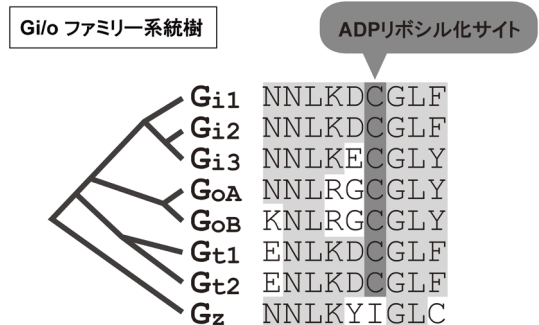 Gi/o ファミリー系統樹
ADPリボシル化サイト
Gi1 NNLKDCGLF
Gi2 NNLKDCGLF
Gi3 NNLKECGLY
GoA NNLRGCGLY
GoB KNLRGCGLY
Gt1 ENLKDCGLF
Gt2 ENLKDCGLF
Gz NNLKYIGLC